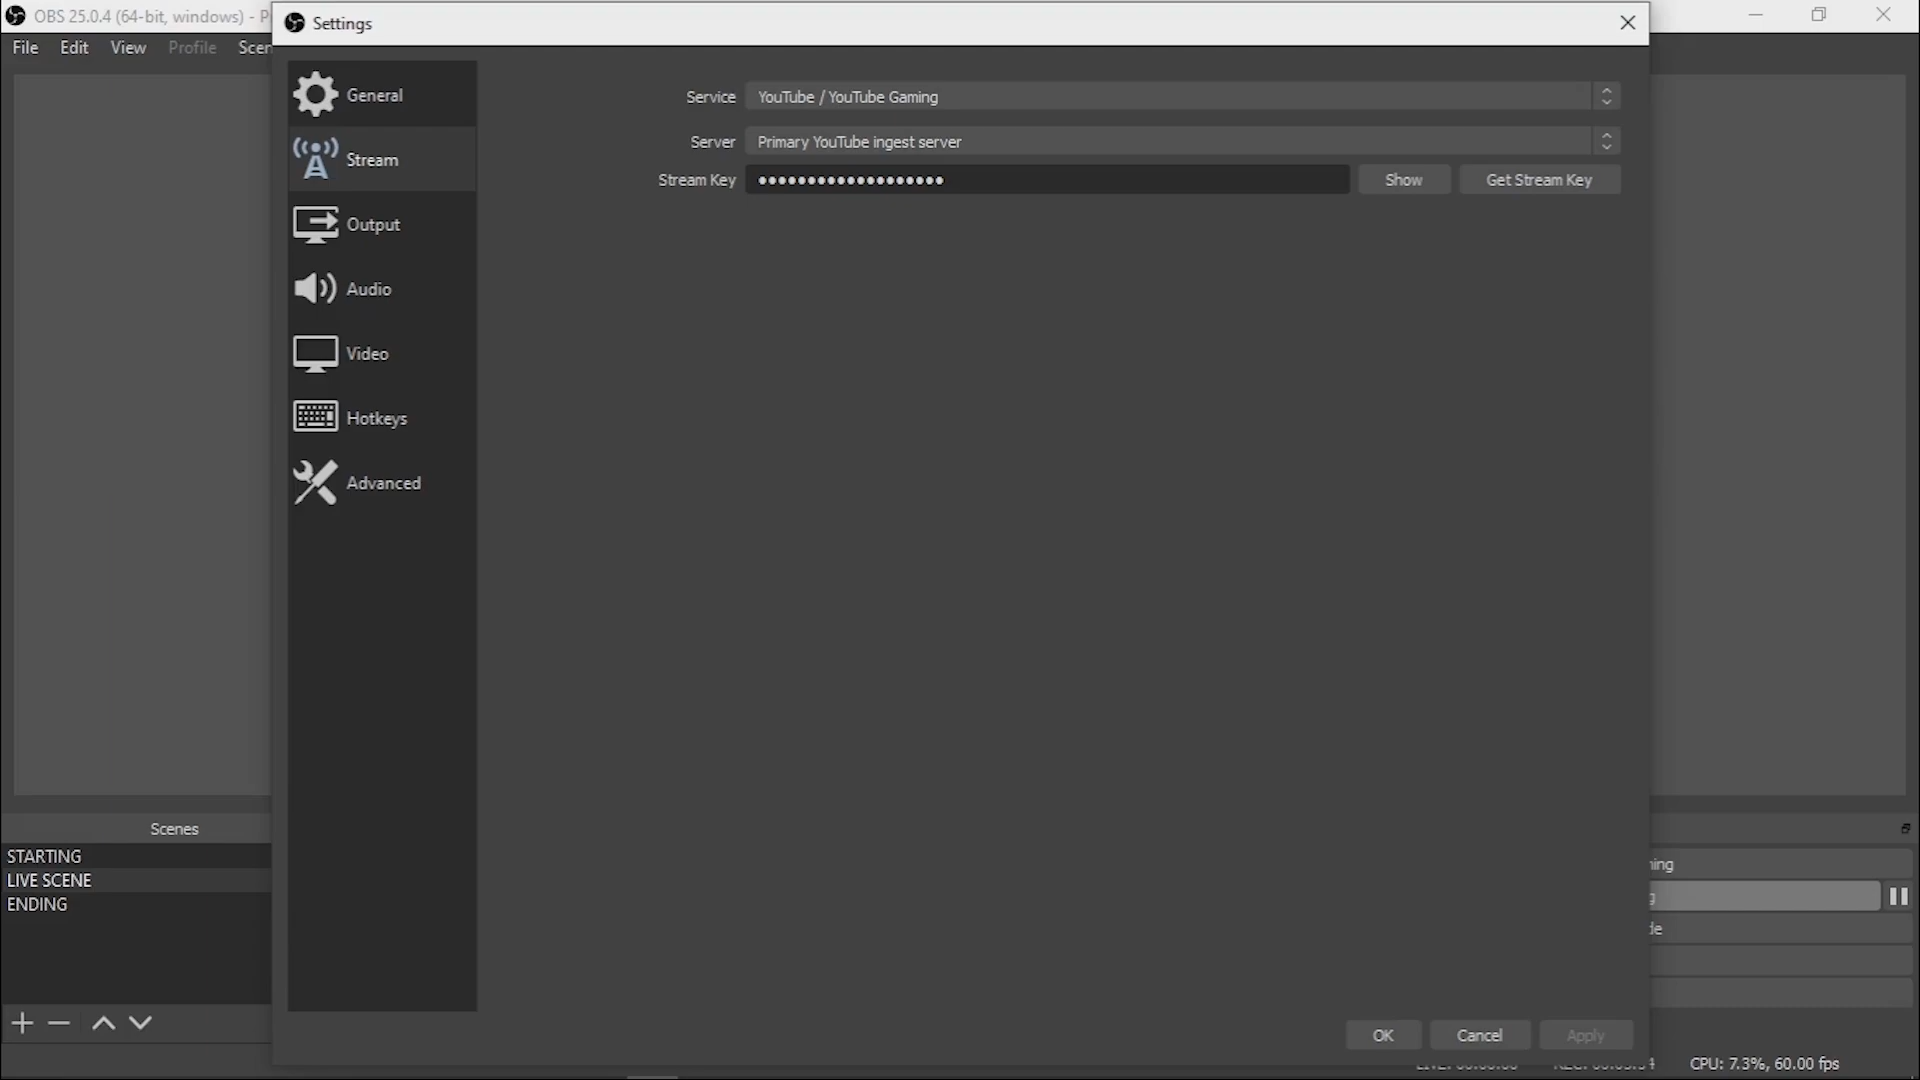 OBS 25.0.4 (64-bit, windows) - P
Settings
File Edit View Profile Scen
General
Stream
Output
Audio
Video
Hotkeys
Advanced
Service YouTube / YouTube Gaming
Server Primary YouTube ingest server
Stream Key ●●●●●●●●●●●●●●●●●●● Show Get Stream Key
Scenes
STARTING
LIVE SCENE
ENDING
ning
g
de
OK Cancel Apply
CPU: 7.3%, 60.00 fps